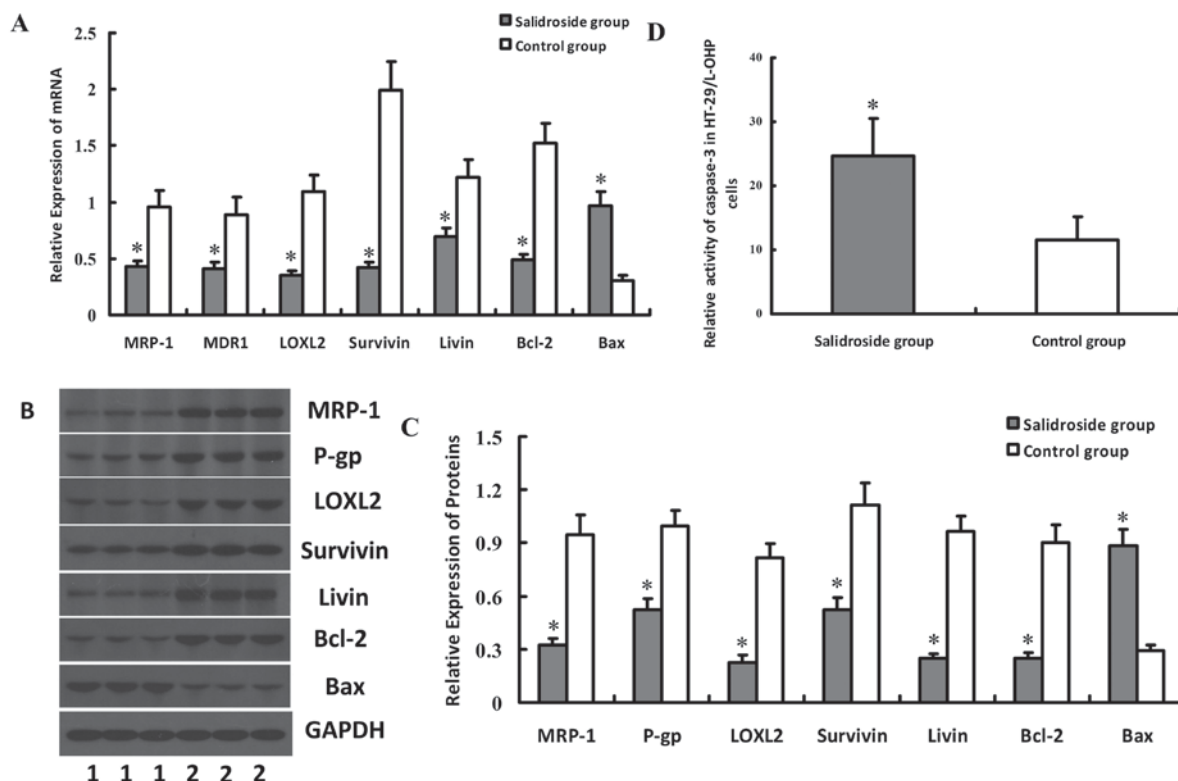 A
Salidroside group
Control group
Relative Expression of mRNA
2.5
2
1.5
1
0.5
0
*
*
*
*
*
*
*
MRP-1 MDR1 LOXL2 Survivin Livin Bcl-2 Bax
D
Relative activity of caspase-3 in HT-29/L-OHP
cells
40
30
20
10
0
*
Salidroside group Control group
B
MRP-1
P-gp
LOXL2
Survivin
Livin
Bcl-2
Bax
GAPDH
1 1 1 2 2 2
C
Salidroside group
Control group
Relative Expression of Proteins
1.5
1.2
0.9
0.6
0.3
0
*
*
*
*
*
*
*
MRP-1 P-gp LOXL2 Survivin Livin Bcl-2 Bax